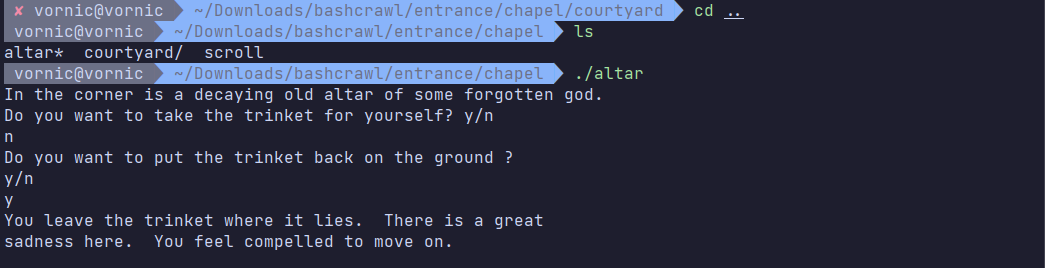 ✘ vornic@vornic ~/Downloads/bashcrawl/entrance/chapel/courtyard cd ..
vornic@vornic ~/Downloads/bashcrawl/entrance/chapel ls
altar* courtyard/ scroll
vornic@vornic ~/Downloads/bashcrawl/entrance/chapel ./altar
In the corner is a decaying old altar of some forgotten god.
Do you want to take the trinket for yourself? y/n
n
Do you want to put the trinket back on the ground ?
y/n
y
You leave the trinket where it lies.  There is a great
sadness here.  You feel compelled to move on.